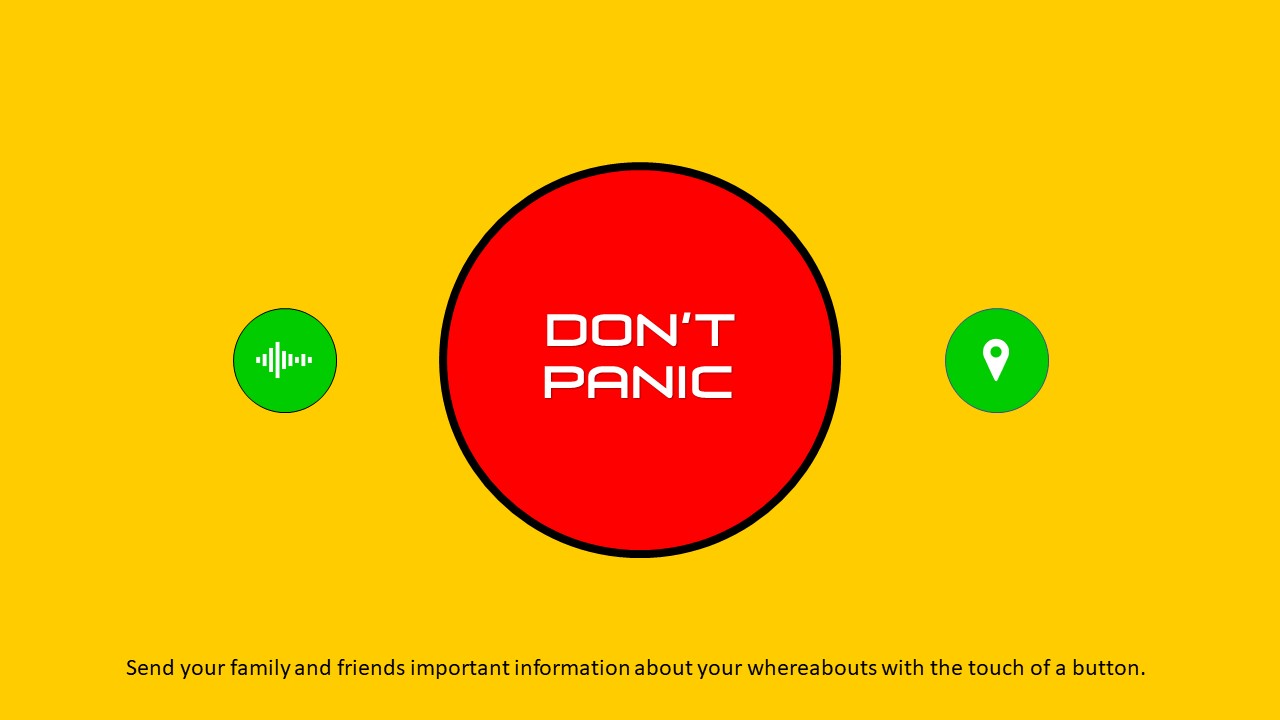 DON’T
PANIC
Send your family and friends important information about your whereabouts with the touch of a button.